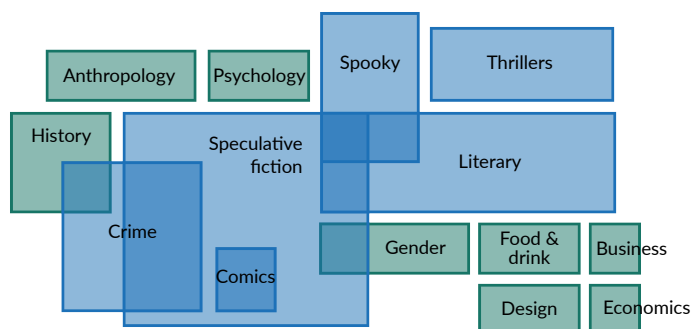 Anthropology
Psychology
Spooky
Thrillers
History
Speculative
fiction
Literary
Crime
Comics
Gender
Food &
drink
Business
Design
Economics